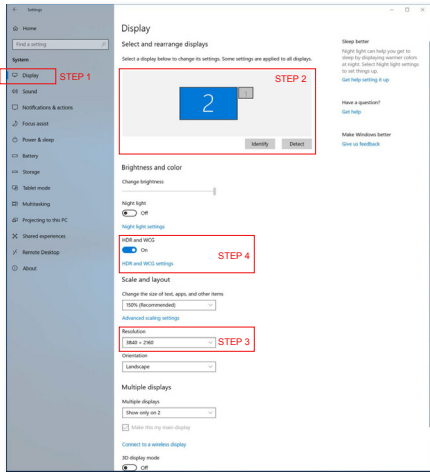 Settings
Home
Find a setting
System
Display
STEP 1
Sound
Notifications & actions
Focus assist
Power & sleep
Battery
Storage
Tablet mode
Multitasking
Projecting to this PC
Shared experiences
Remote Desktop
About
Display
Select and rearrange displays
Select a display below to change its settings. Some settings are applied to all displays.
STEP 2
2
1
Identify
Detect
Brightness and color
Change brightness
Night light
Off
Night light settings
HDR and WCG
On
STEP 4
HDR and WCG settings
Scale and layout
Change the size of text, apps, and other items
150% (Recommended)
Advanced scaling settings
Resolution
3840 × 2160
STEP 3
Orientation
Landscape
Multiple displays
Multiple displays
Show only on 2
Make this my main display
Connect to a wireless display
3D display mode
Off
Sleep better
Night light can help you get to
sleep by displaying warmer colors
at night. Select Night light settings
to set things up.
Get help setting it up
Have a question?
Get help
Make Windows better
Give us feedback